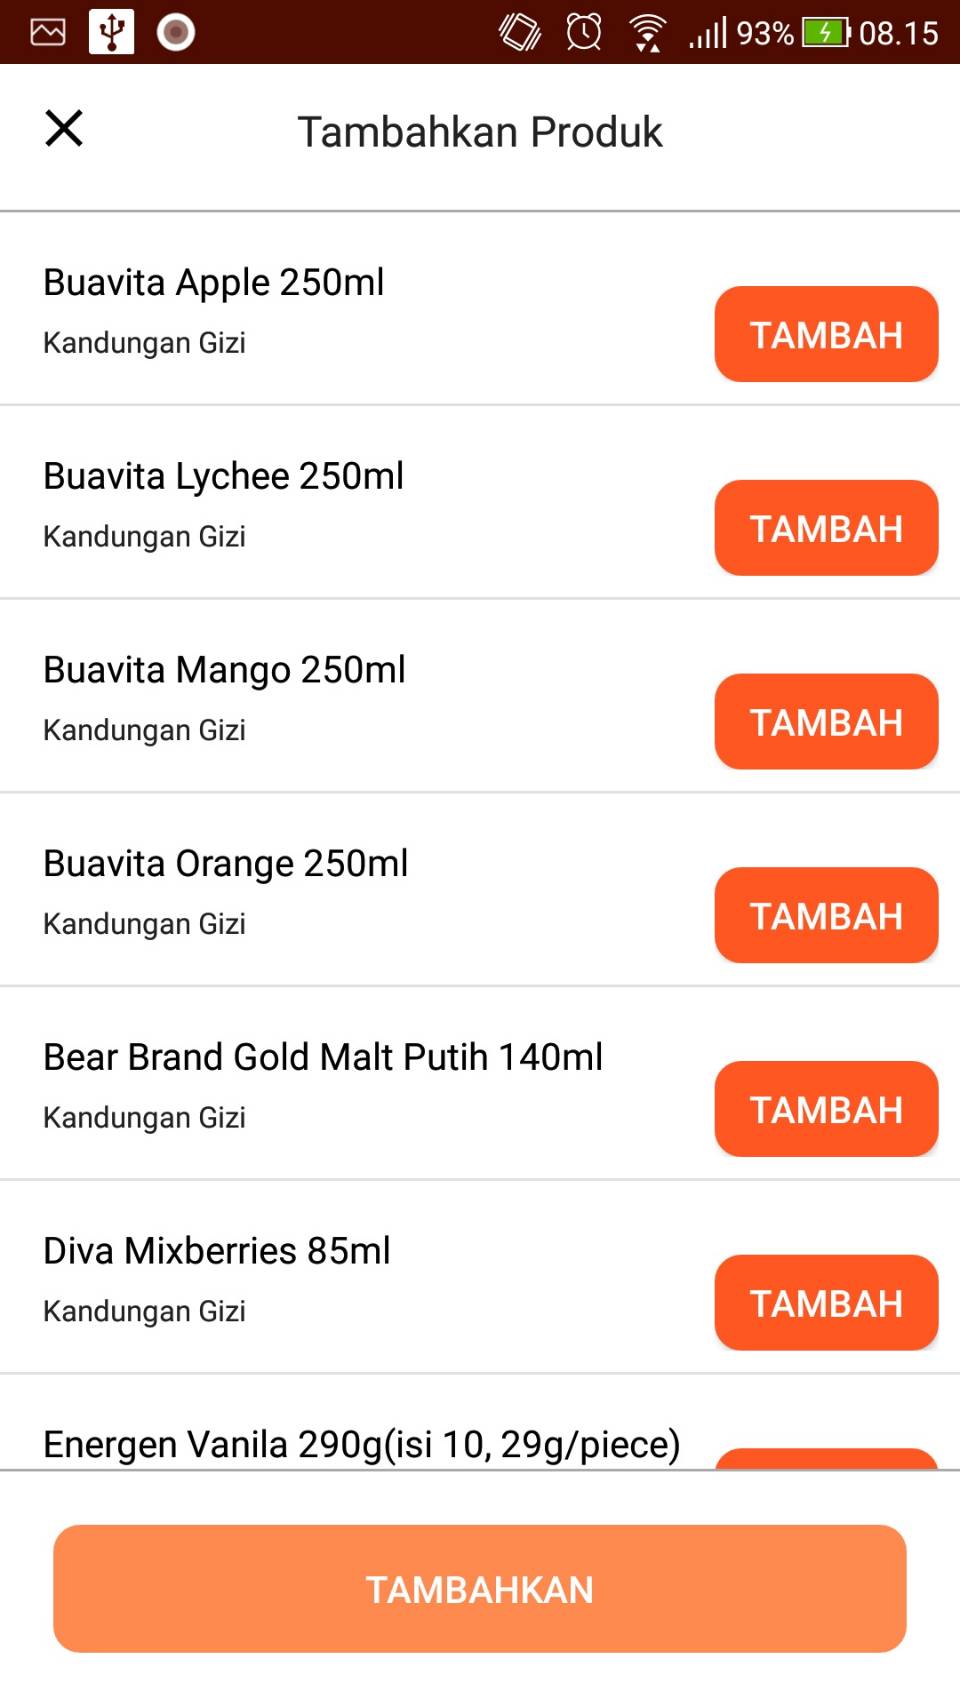 93% 08.15
Tambahkan Produk
Buavita Apple 250ml
Kandungan Gizi
TAMBAH
Buavita Lychee 250ml
Kandungan Gizi
TAMBAH
Buavita Mango 250ml
Kandungan Gizi
TAMBAH
Buavita Orange 250ml
Kandungan Gizi
TAMBAH
Bear Brand Gold Malt Putih 140ml
Kandungan Gizi
TAMBAH
Diva Mixberries 85ml
Kandungan Gizi
TAMBAH
Energen Vanila 290g(isi 10, 29g/piece)
TAMBAHKAN